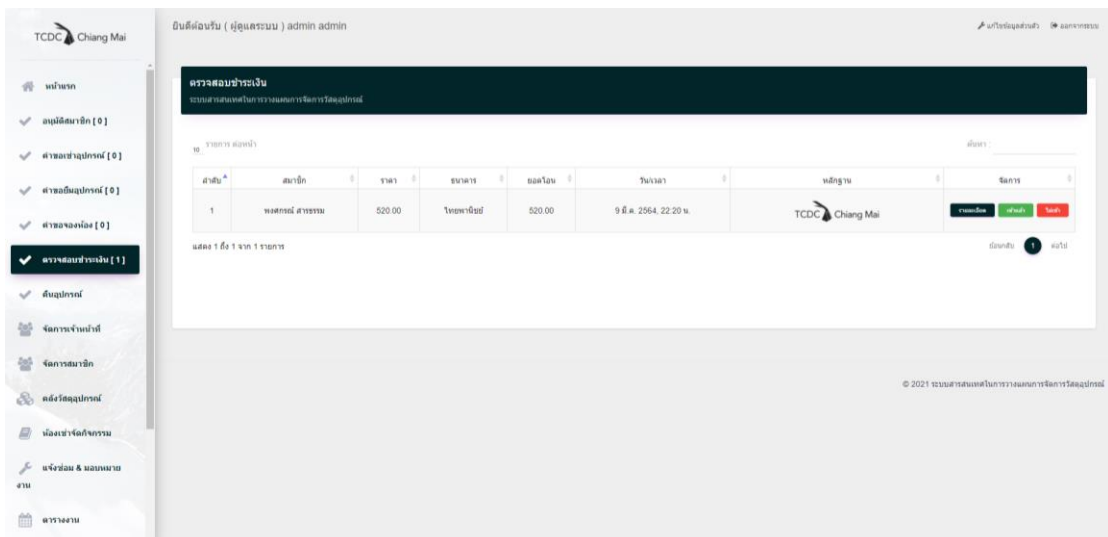 TCDC Chiang Mai
ยินดีต้อนรับ ( ผู้ดูแลระบบ ) admin admin
แก้ไขข้อมูลส่วนตัว
ออกจากระบบ
หน้าแรก
อนุมัติสมาชิก [ 0 ]
คำขอเช่าอุปกรณ์ [ 0 ]
คำขอยืมอุปกรณ์ [ 0 ]
คำขอจองห้อง [ 0 ]
ตรวจสอบชำระเงิน [ 1 ]
คืนอุปกรณ์
จัดการเจ้าหน้าที่
จัดการสมาชิก
คลังวัสดุอุปกรณ์
ห้องเช่าจัดกิจกรรม
แจ้งซ่อม & มอบหมาย
งาน
ตารางงาน
ตรวจสอบชำระเงิน
ระบบสารสนเทศในการวางแผนการจัดการวัสดุอุปกรณ์
10 รายการ ต่อหน้า
ค้นหา :
ลำดับ สมาชิก ราคา ธนาคาร ยอดโอน วัน/เวลา หลักฐาน จัดการ
1 พงศกรณ์ สารธรรม 520.00 ไทยพานิชย์ 520.00 9 มี.ค. 2564, 22:20 น. TCDC Chiang Mai รายละเอียด อนุมัติ ไม่อนุมัติ
แสดง 1 ถึง 1 จาก 1 รายการ
ย้อนกลับ 1 ต่อไป
© 2021 ระบบสารสนเทศในการวางแผนการจัดการวัสดุอุปกรณ์